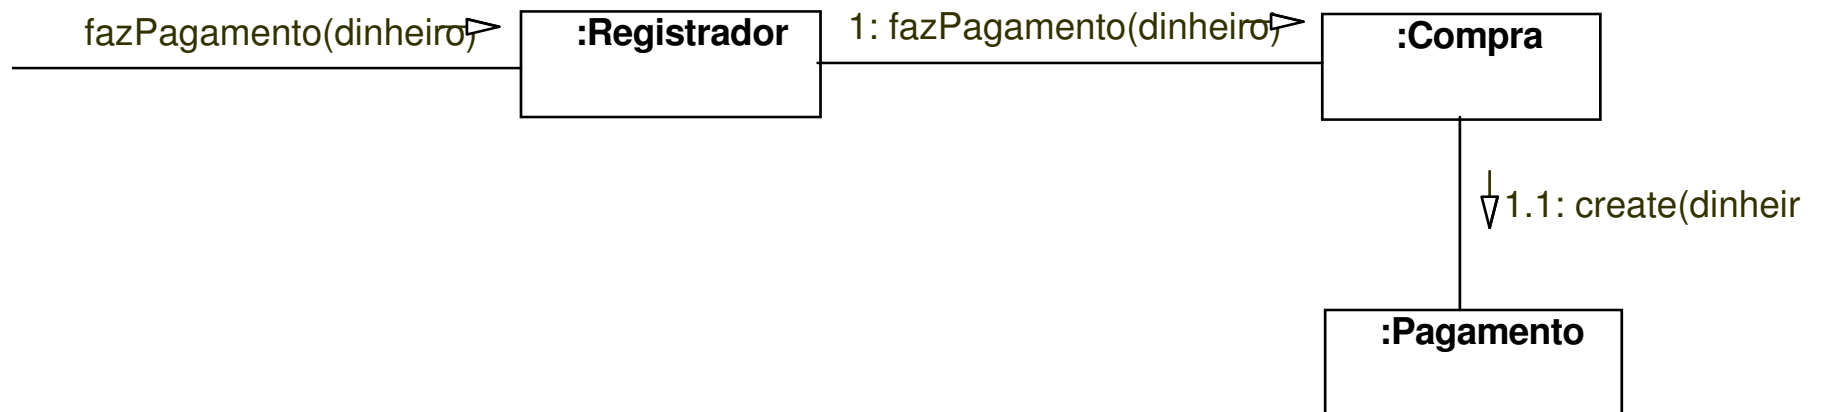 fazPagamento(dinheiro)
:Registrador
1: fazPagamento(dinheiro)
:Compra
1.1: create(dinheir
:Pagamento